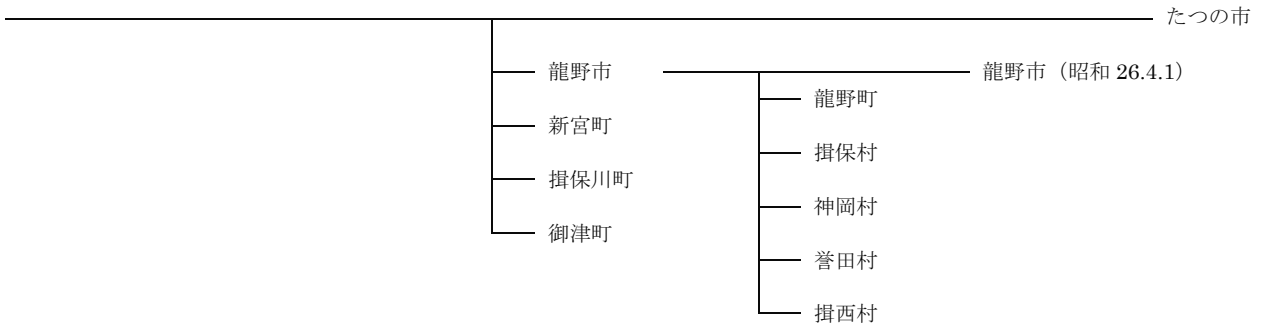 たつの市
龍野市
龍野市（昭和 26.4.1）
龍野町
新宮町
揖保村
揖保川町
神岡村
御津町
誉田村
揖西村